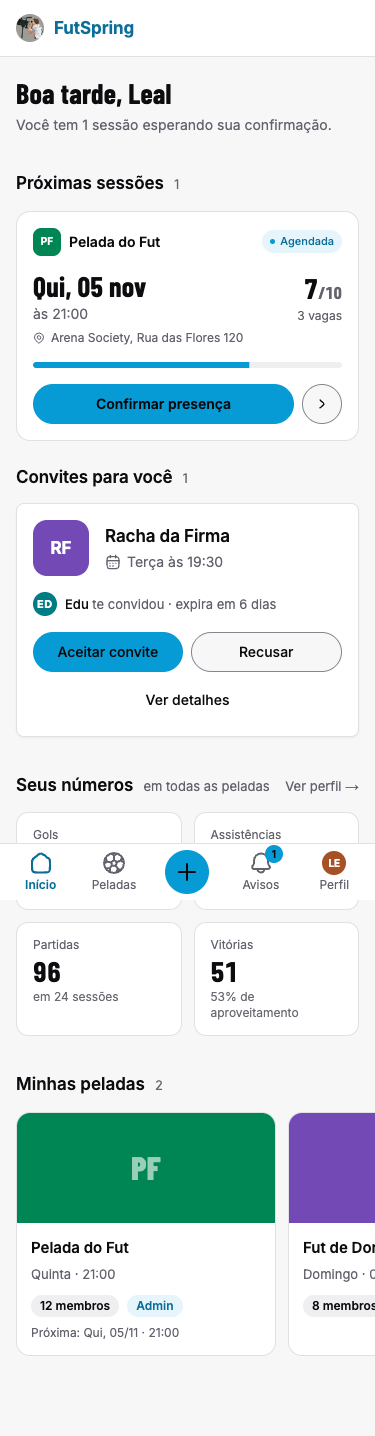 FutSpring
Boa tarde, Leal
Você tem 1 sessão esperando sua confirmação.
Próximas sessões 1
PF Pelada do Fut Agendada
Qui, 05 nov 7/10
às 21:00 3 vagas
Arena Society, Rua das Flores 120
Confirmar presença
Convites para você 1
RF Racha da Firma
Terça às 19:30
ED Edu te convidou · expira em 6 dias
Aceitar convite Recusar
Ver detalhes
Seus números em todas as peladas Ver perfil →
Gols Assistências
1
LE
Início Peladas Avisos Perfil
Partidas Vitórias
96 51
em 24 sessões 53% de
aproveitamento
Minhas peladas 2
PF
Pelada do Fut Fut de Do
Quinta · 21:00 Domingo · 0
12 membros Admin 8 membros
Próxima: Qui, 05/11 · 21:00